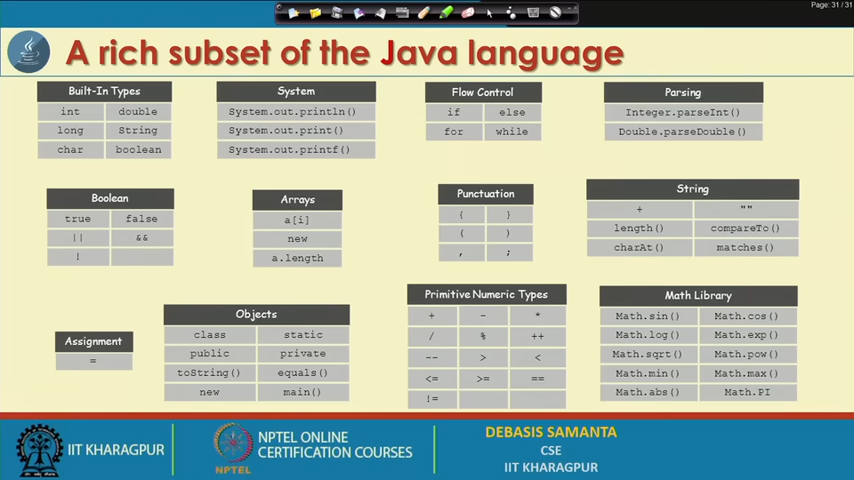 Page: 31 / 31
A rich subset of the Java language
Built-In Types
int double
long String
char boolean
System
System.out.println()
System.out.print()
System.out.printf()
Flow Control
if else
for while
Parsing
Integer.parseInt()
Double.parseDouble()
Boolean
true false
|| &&
!
Arrays
a[i]
new
a.length
Punctuation
{ }
( )
, ;
String
+ ""
length() compareTo()
charAt() matches()
Assignment
=
Objects
class static
public private
toString() equals()
new main()
Primitive Numeric Types
+ - *
/ % ++
-- > <
<= >= ==
!=
Math Library
Math.sin() Math.cos()
Math.log() Math.exp()
Math.sqrt() Math.pow()
Math.min() Math.max()
Math.abs() Math.PI
IIT KHARAGPUR
NPTEL
NPTEL ONLINE
CERTIFICATION COURSES
DEBASIS SAMANTA
CSE
IIT KHARAGPUR